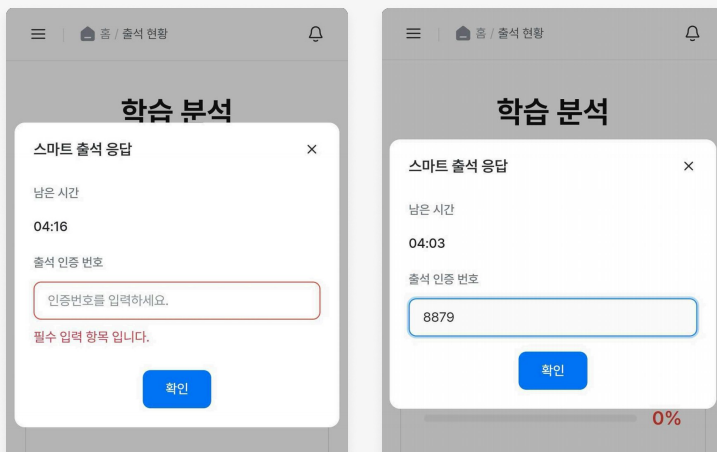 홈 / 출석 현황
학습 분석
스마트 출석 응답
남은 시간
04:16
출석 인증 번호
인증번호를 입력하세요.
필수 입력 항목 입니다.
확인
홈 / 출석 현황
학습 분석
스마트 출석 응답
남은 시간
04:03
출석 인증 번호
8879
확인
0%